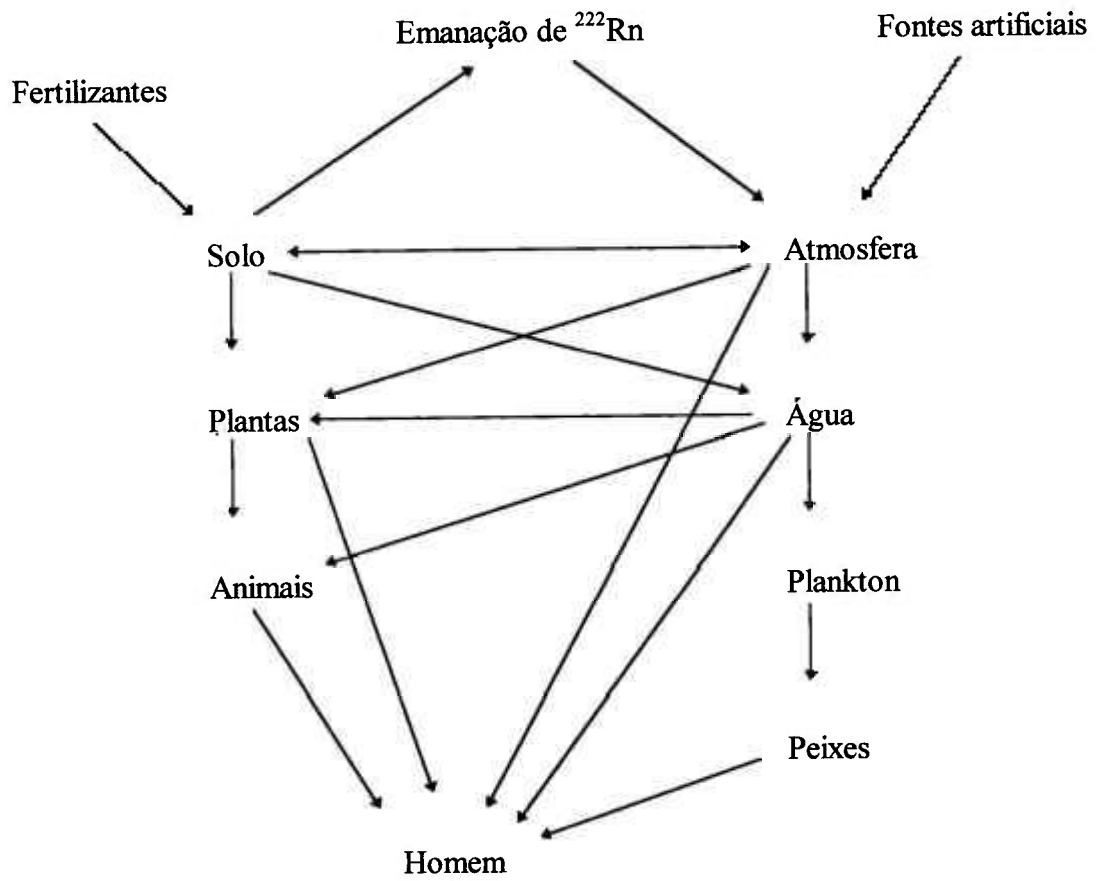 Emanação de ²²²Rn
Fontes artificiais
Fertilizantes
Solo
Atmosfera
Plantas
Água
Animais
Plankton
Peixes
Homem